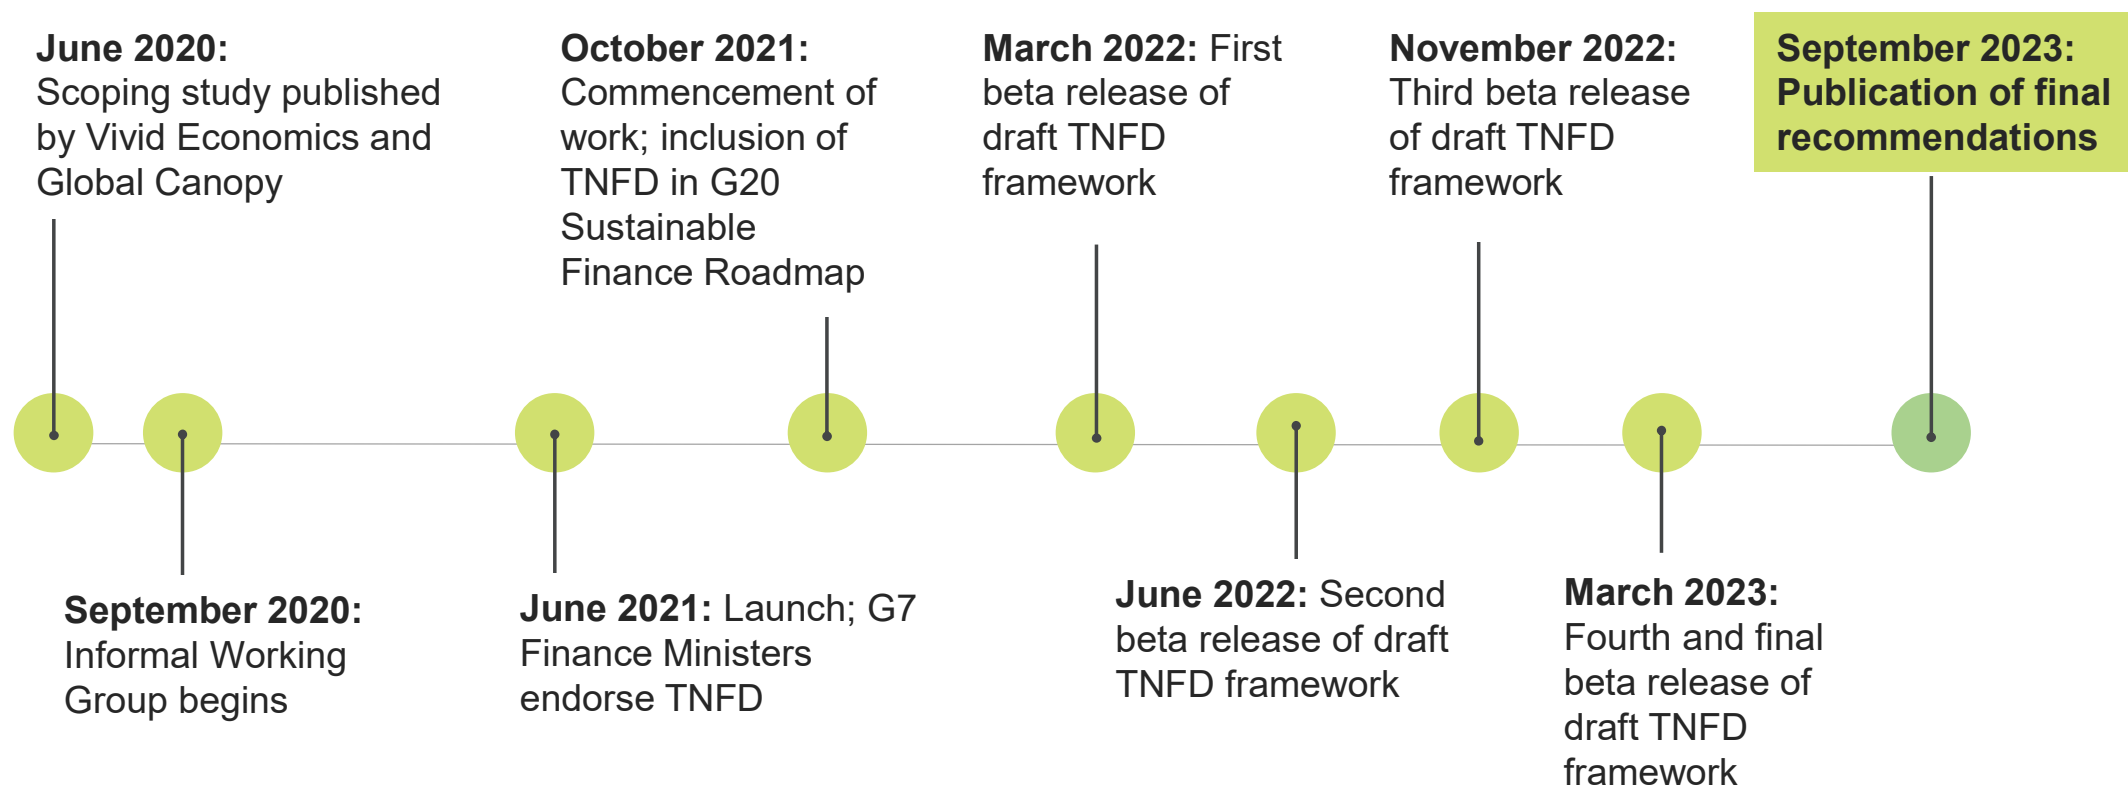 June 2020:
Scoping study published
by Vivid Economics and
Global Canopy
October 2021:
Commencement of
work; inclusion of
TNFD in G20
Sustainable
Finance Roadmap
March 2022: First
beta release of
draft TNFD
framework
November 2022:
Third beta release
of draft TNFD
framework
September 2023:
Publication of final
recommendations
September 2020:
Informal Working
Group begins
June 2021: Launch; G7
Finance Ministers
endorse TNFD
June 2022: Second
beta release of draft
TNFD framework
March 2023:
Fourth and final
beta release of
draft TNFD
framework